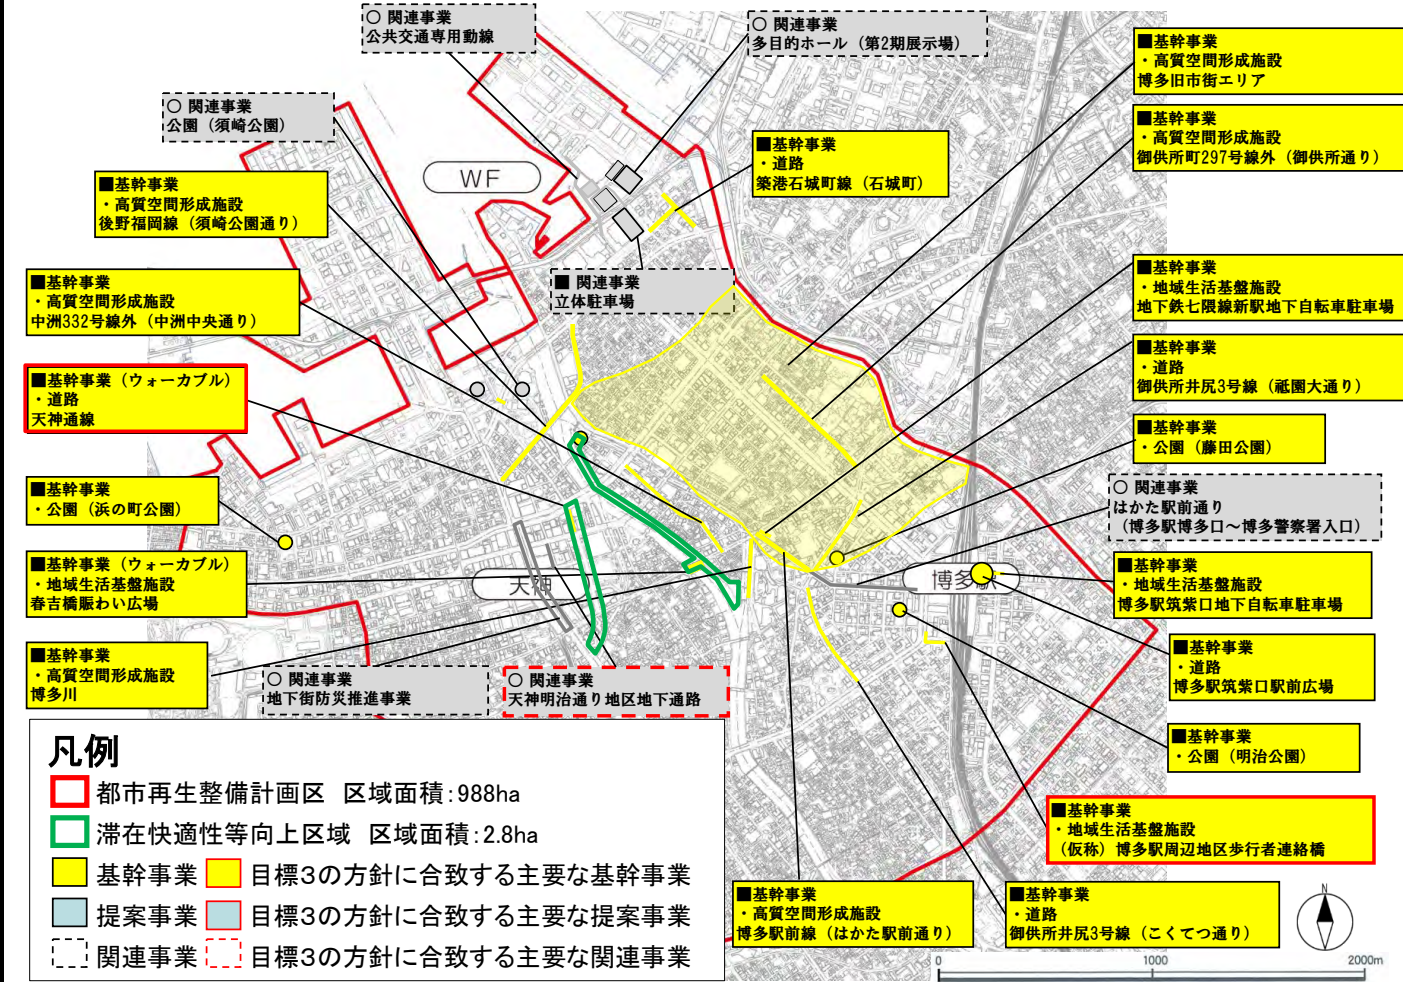 ○ 関連事業
公共交通専用動線
○ 関連事業
多目的ホール（第2期展示場）
■基幹事業
・高質空間形成施設
博多旧市街エリア
○ 関連事業
公園（須崎公園）
■基幹事業
・高質空間形成施設
御供所町297号線外（御供所通り）
■基幹事業
・道路
築港石城町線（石城町）
WF
■基幹事業
・高質空間形成施設
後野福岡線（須崎公園通り）
■基幹事業
・高質空間形成施設
中洲332号線外（中洲中央通り）
■ 関連事業
立体駐車場
■基幹事業
・地域生活基盤施設
地下鉄七隈線新駅地下自転車駐車場
■基幹事業
・道路
御供所井尻3号線（祗園大通り）
■基幹事業（ウォーカブル）
・道路
天神通線
■基幹事業
・公園（藤田公園）
■基幹事業
・公園（浜の町公園）
○ 関連事業
はかた駅前通り
（博多駅博多口～博多警察署入口）
■基幹事業（ウォーカブル）
・地域生活基盤施設
春吉橋賑わい広場
天神
博多駅
■基幹事業
・地域生活基盤施設
博多駅筑紫口地下自転車駐車場
■基幹事業
・高質空間形成施設
博多川
■基幹事業
・道路
博多駅筑紫口駅前広場
○ 関連事業
地下街防災推進事業
○ 関連事業
天神明治通り地区地下通路
■基幹事業
・公園（明治公園）
■基幹事業
・地域生活基盤施設
（仮称）博多駅周辺地区歩行者連絡橋
■基幹事業
・高質空間形成施設
博多駅前線（はかた駅前通り）
■基幹事業
・道路
御供所井尻3号線（こくてつ通り）
凡例
都市再生整備計画区 区域面積：988ha
滞在快適性等向上区域 区域面積：2.8ha
基幹事業 目標3の方針に合致する主要な基幹事業
提案事業 目標3の方針に合致する主要な提案事業
関連事業 目標3の方針に合致する主要な関連事業
N
0 1000 2000m